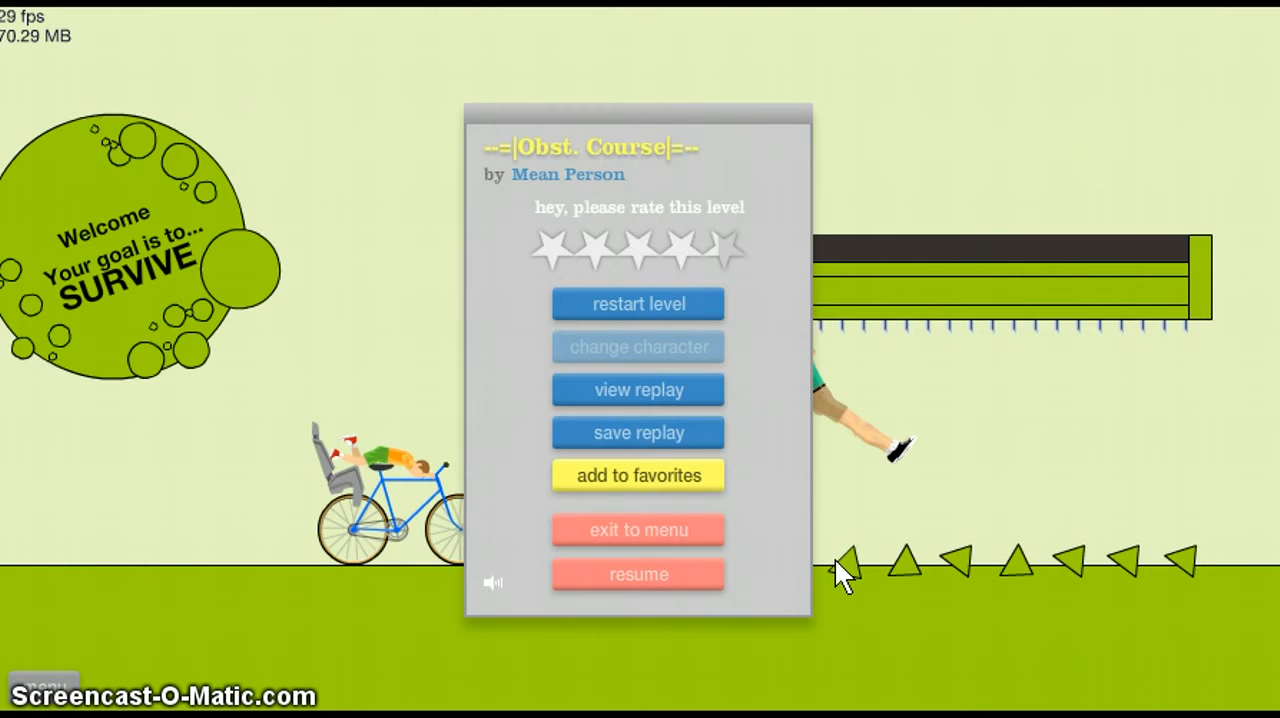 29 fps
70.29 MB
Welcome
Your goal is to...
SURVIVE
--=|Obst. Course|=--
by Mean Person
hey, please rate this level
restart level
change character
view replay
save replay
add to favorites
exit to menu
resume
menu
Screencast-O-Matic.com